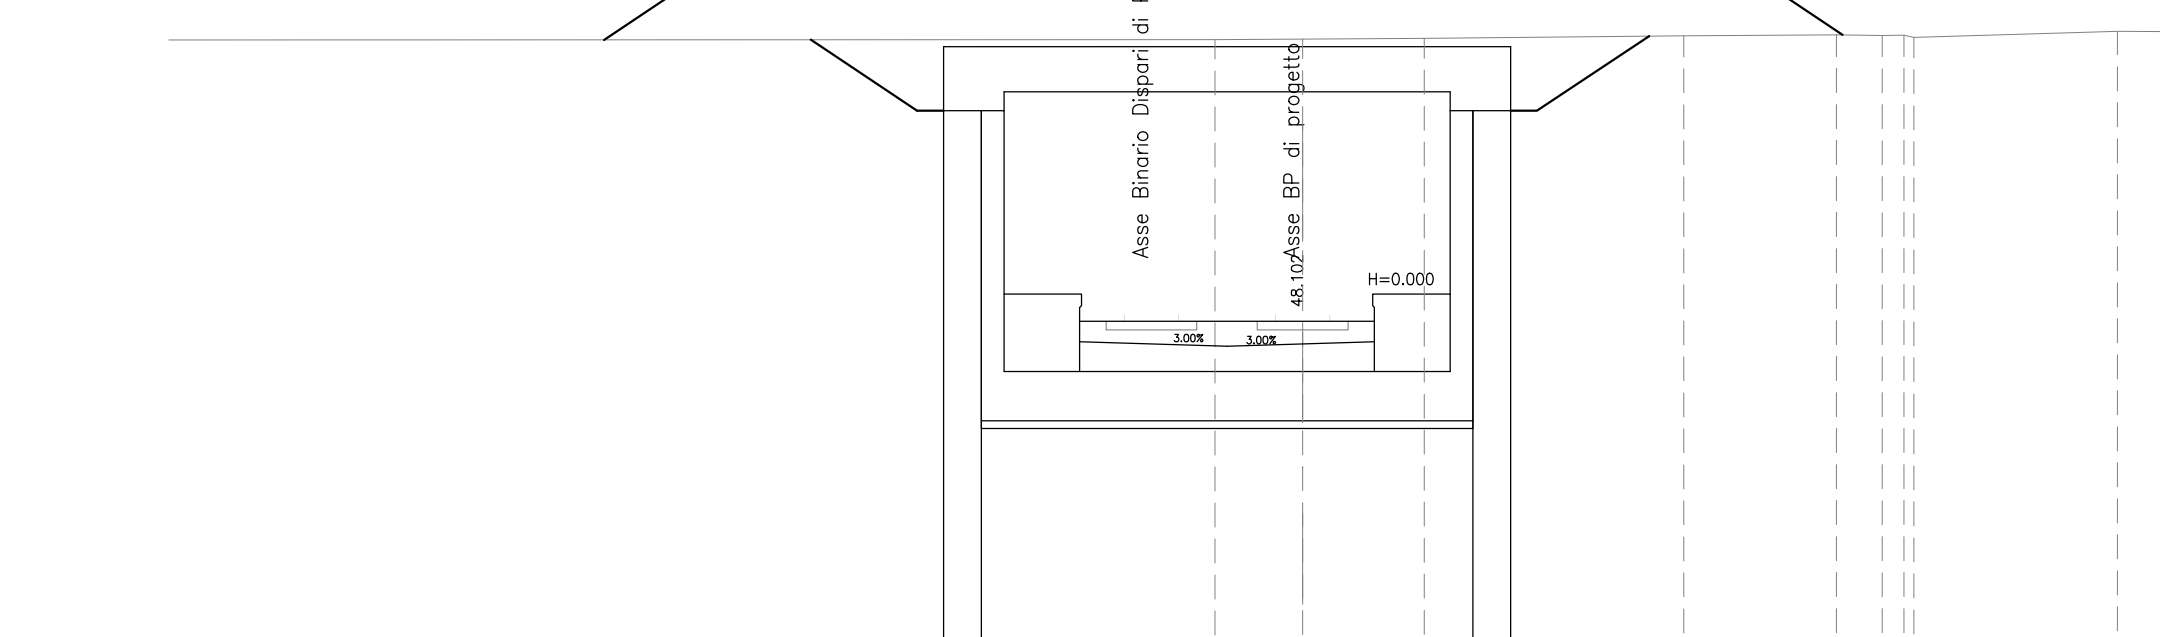 Asse Binario Dispari di
Asse BP di progetto
48.102
H=0.000
3.00%
3.00%